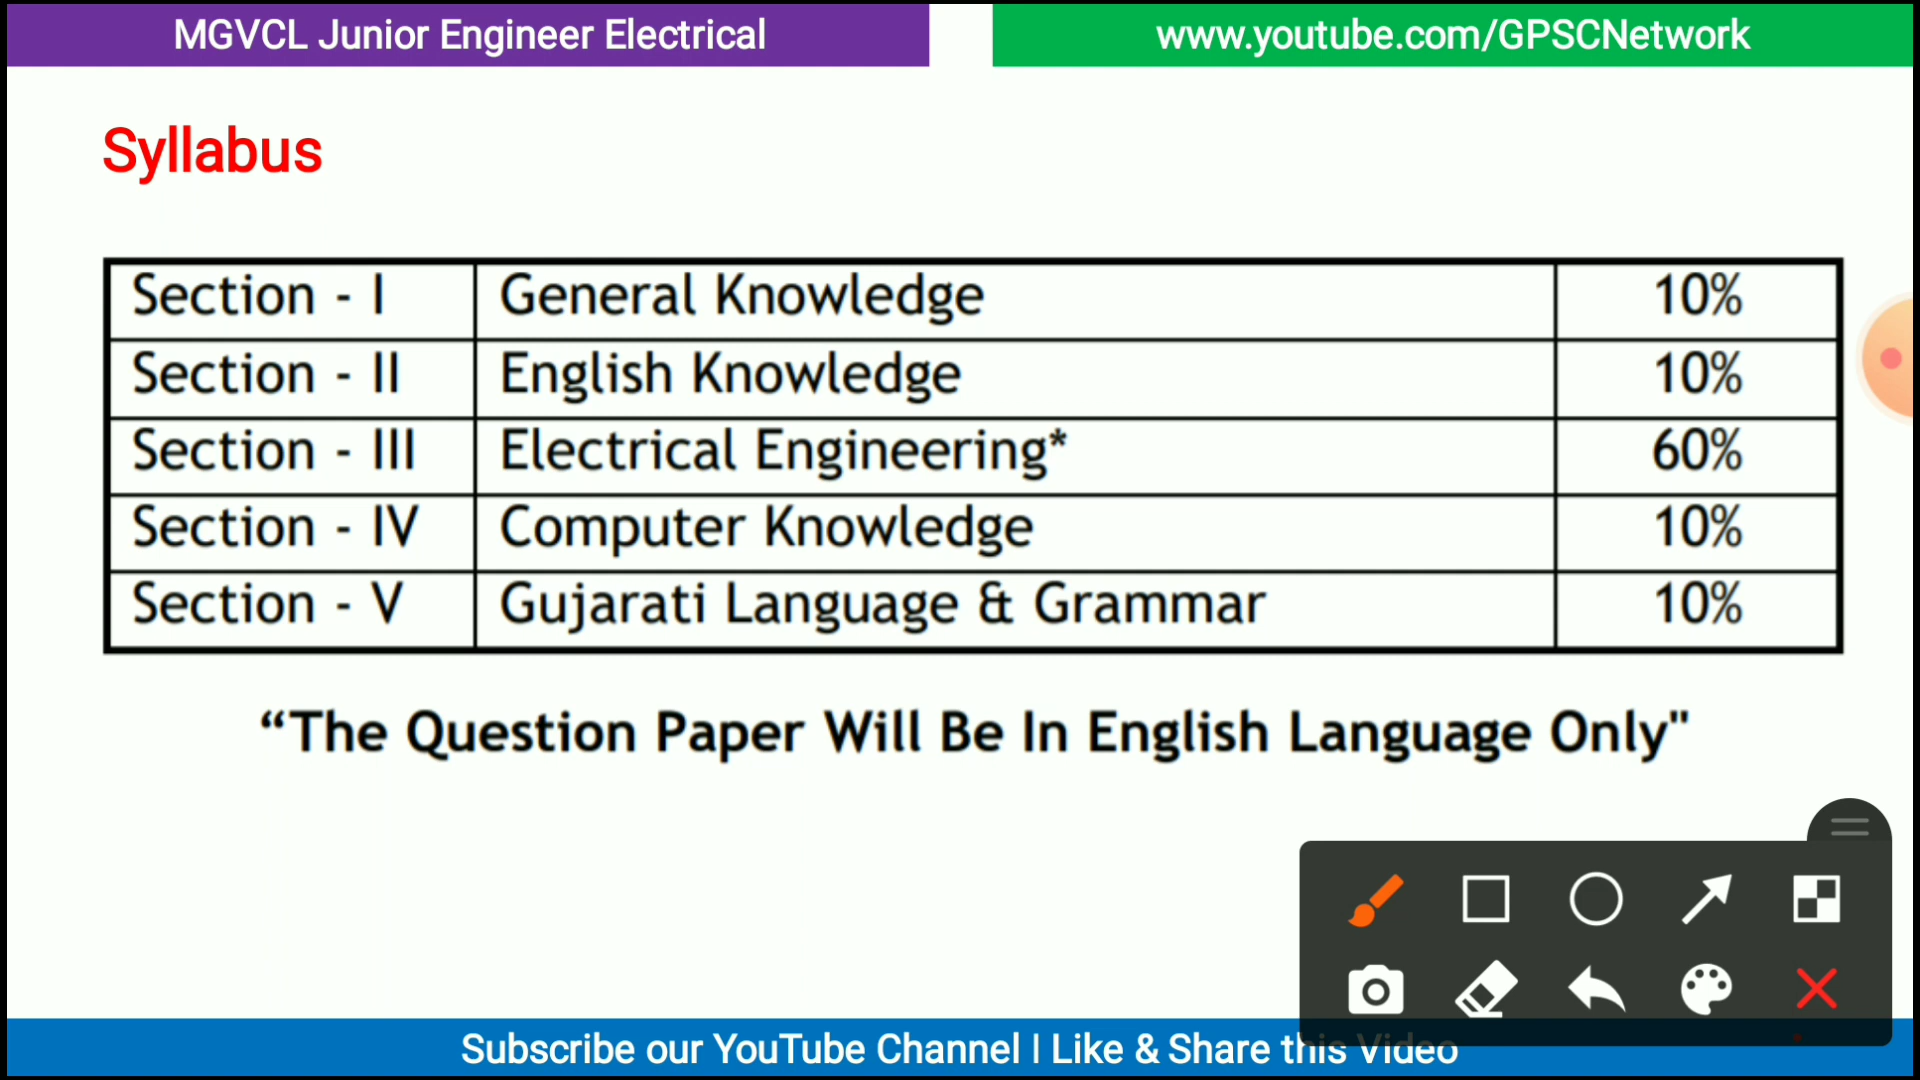 MGVCL Junior Engineer Electrical
www.youtube.com/GPSCNetwork
Syllabus
Section - I General Knowledge 10%
Section - II English Knowledge 10%
Section - III Electrical Engineering* 60%
Section - IV Computer Knowledge 10%
Section - V Gujarati Language & Grammar 10%
“The Question Paper Will Be In English Language Only"
Subscribe our YouTube Channel I Like & Share this Video